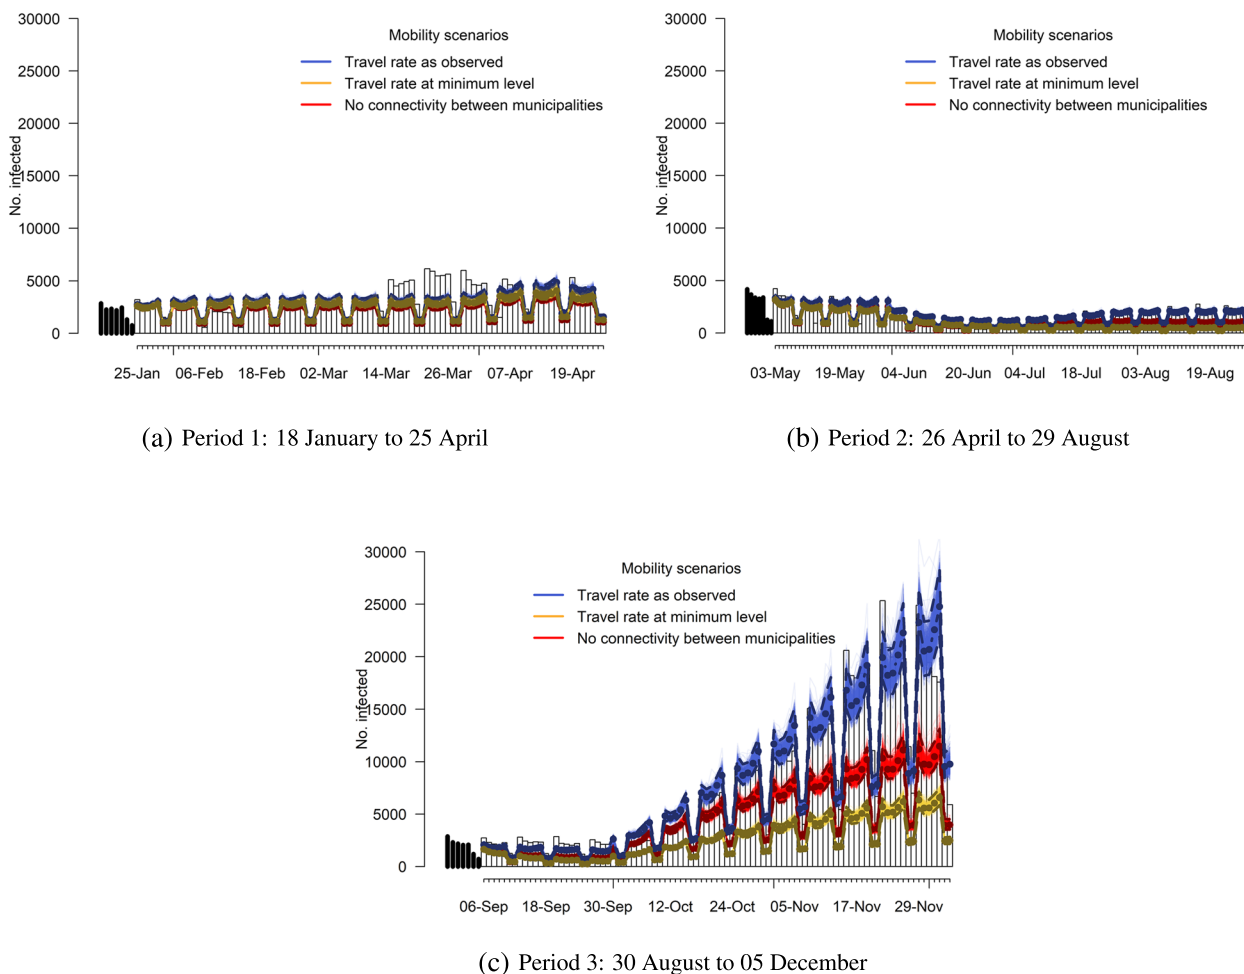 30000
25000
20000
15000
10000
5000
0
No. infected
Mobility scenarios
Travel rate as observed
Travel rate at minimum level
No connectivity between municipalities
25-Jan 06-Feb 18-Feb 02-Mar 14-Mar 26-Mar 07-Apr 19-Apr
(a) Period 1: 18 January to 25 April
30000
25000
20000
15000
10000
5000
0
No. infected
Mobility scenarios
Travel rate as observed
Travel rate at minimum level
No connectivity between municipalities
03-May 19-May 04-Jun 20-Jun 04-Jul 18-Jul 03-Aug 19-Aug
(b) Period 2: 26 April to 29 August
30000
25000
20000
15000
10000
5000
0
No. infected
Mobility scenarios
Travel rate as observed
Travel rate at minimum level
No connectivity between municipalities
06-Sep 18-Sep 30-Sep 12-Oct 24-Oct 05-Nov 17-Nov 29-Nov
(c) Period 3: 30 August to 05 December